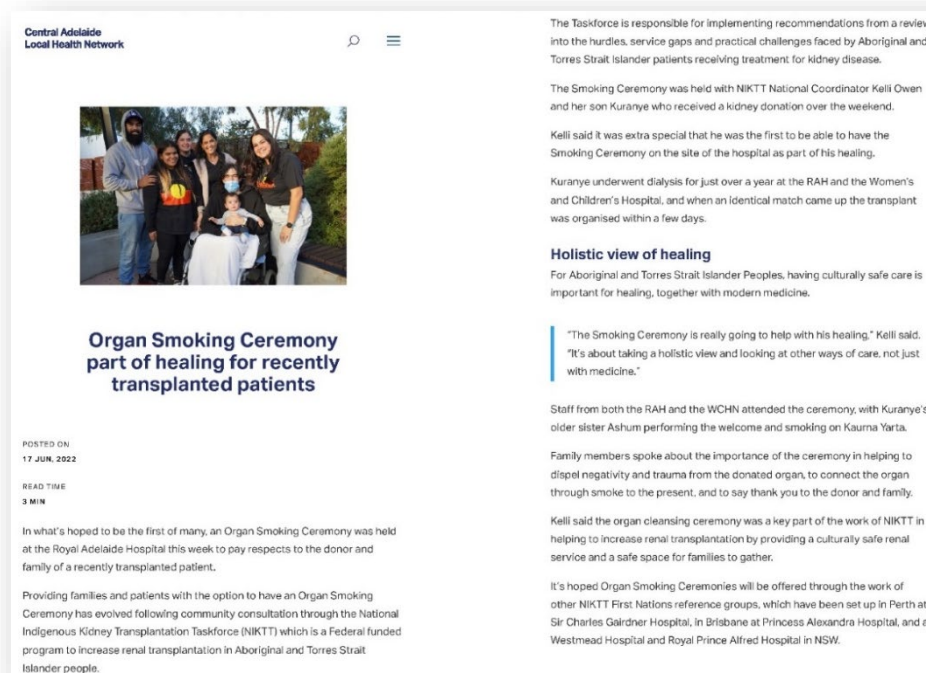 Central Adelaide
Local Health Network
Organ Smoking Ceremony
part of healing for recently
transplanted patients
POSTED ON
17 JUN, 2022
READ TIME
3 MIN
In what's hoped to be the first of many, an Organ Smoking Ceremony was held
at the Royal Adelaide Hospital this week to pay respects to the donor and
family of a recently transplanted patient.
Providing families and patients with the option to have an Organ Smoking
Ceremony has evolved following community consultation through the National
Indigenous Kidney Transplantation Taskforce (NIKTT) which is a Federal funded
program to increase renal transplantation in Aboriginal and Torres Strait
Islander people.
The Taskforce is responsible for implementing recommendations from a review
into the hurdles, service gaps and practical challenges faced by Aboriginal and
Torres Strait Islander patients receiving treatment for kidney disease.
The Smoking Ceremony was held with NIKTT National Coordinator Kelli Owen
and her son Kuranye who received a kidney donation over the weekend.
Kelli said it was extra special that he was the first to be able to have the
Smoking Ceremony on the site of the hospital as part of his healing.
Kuranye underwent dialysis for just over a year at the RAH and the Women's
and Children's Hospital, and when an identical match came up the transplant
was organised within a few days.
Holistic view of healing
For Aboriginal and Torres Strait Islander Peoples, having culturally safe care is
important for healing, together with modern medicine.
"The Smoking Ceremony is really going to help with his healing," Kelli said.
"It's about taking a holistic view and looking at other ways of care, not just
with medicine."
Staff from both the RAH and the WCHN attended the ceremony, with Kuranye's
older sister Ashum performing the welcome and smoking on Kaurna Yarta.
Family members spoke about the importance of the ceremony in helping to
dispel negativity and trauma from the donated organ, to connect the organ
through smoke to the present, and to say thank you to the donor and family.
Kelli said the organ cleansing ceremony was a key part of the work of NIKTT in
helping to increase renal transplantation by providing a culturally safe renal
service and a safe space for families to gather.
It's hoped Organ Smoking Ceremonies will be offered through the work of
other NIKTT First Nations reference groups, which have been set up in Perth at
Sir Charles Gairdner Hospital, in Brisbane at Princess Alexandra Hospital, and a
Westmead Hospital and Royal Prince Alfred Hospital in NSW.